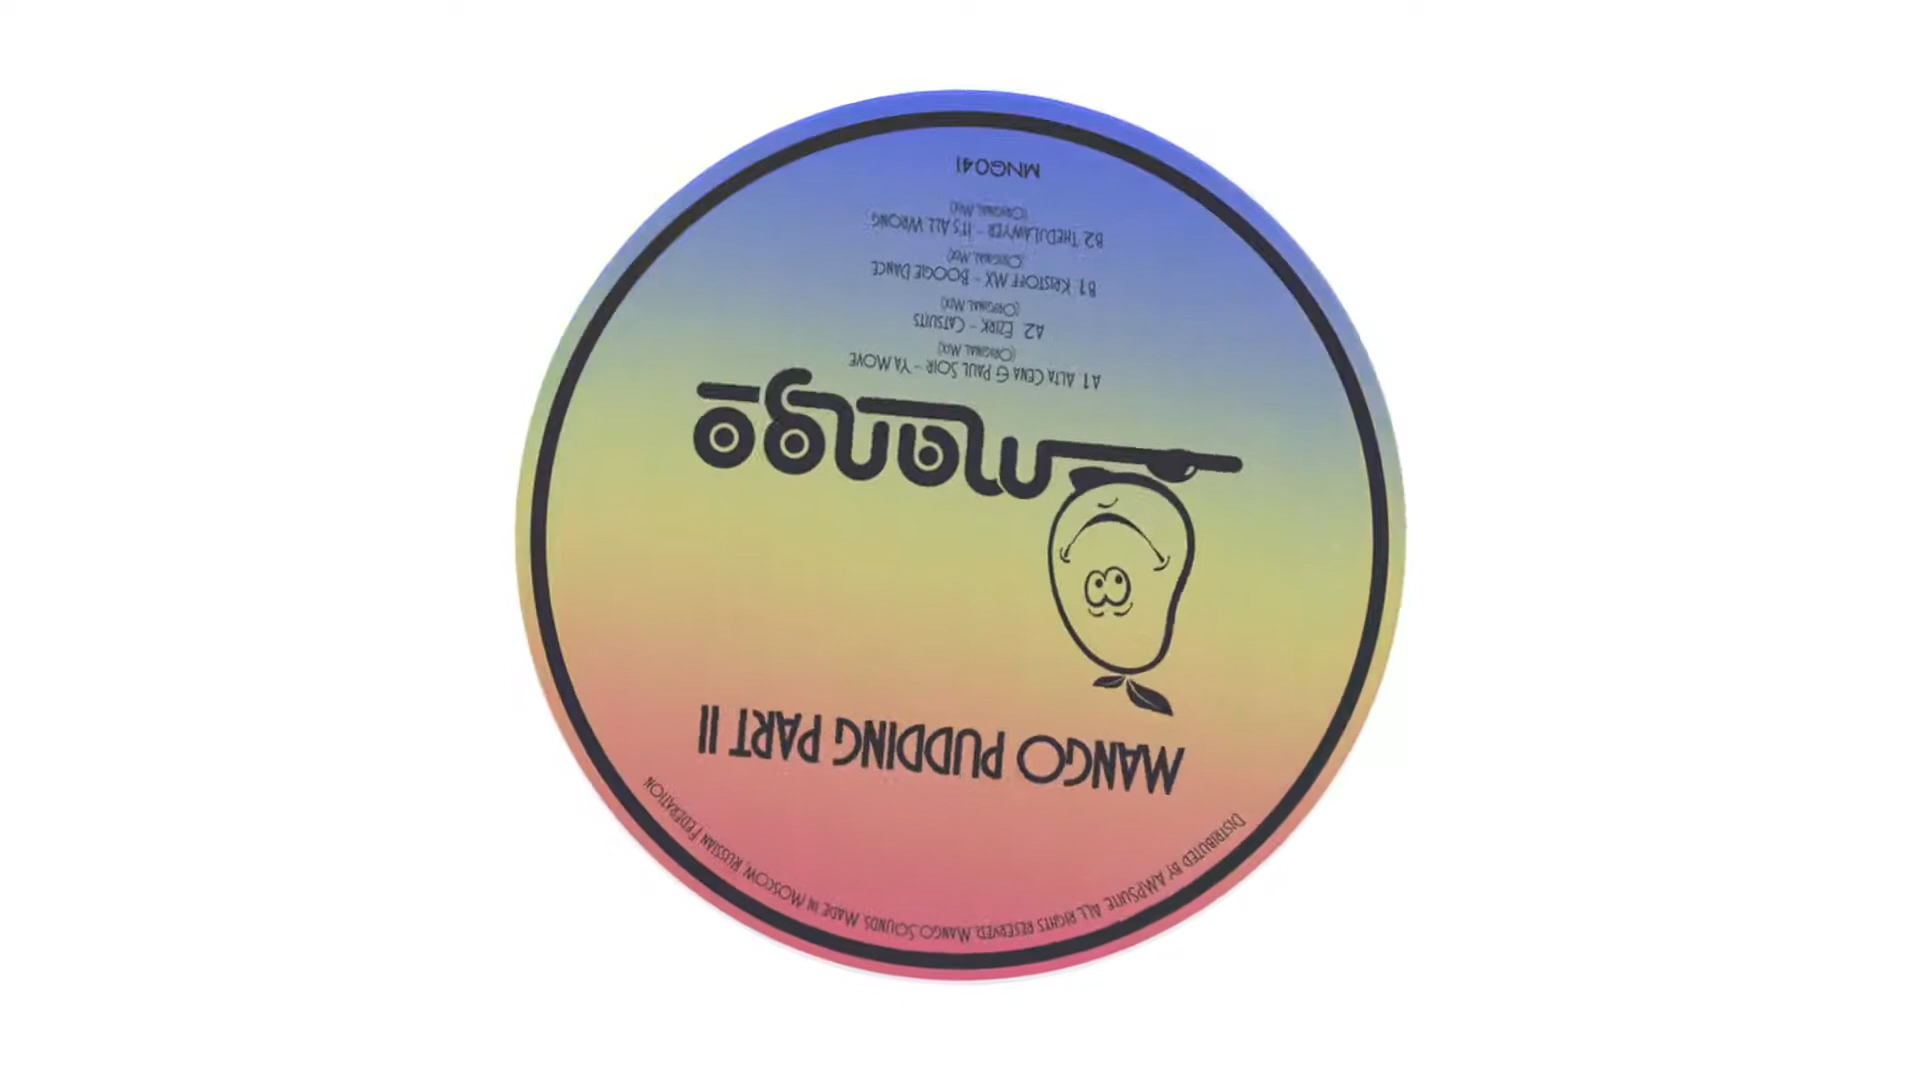 Distributed by AMPSUITE. All rights reserved. Mango Sounds. Made in Moscow, Russian Federation
MANGO PUDDING PART II
mango
A1. Alta Cena & Paul Soir - Ya Move
(Original Mix)
A2. Ezirk - Catsuits
(Original Mix)
B1. Kristoff MX - Boogie Dance
(Original Mix)
B2. TheDuLawyer - It's All Wrong
(Original Mix)
MNG041